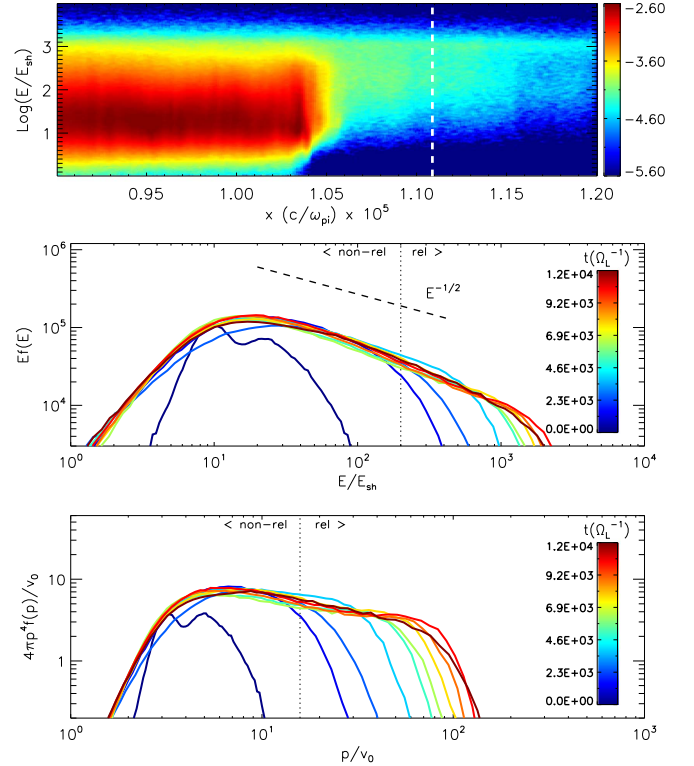 Log(E/E_sh)
3
2
1
0.95
1.00
1.05
1.10
1.15
1.20
x (c/ω_pi) × 10^5
-2.60
-3.60
-4.60
-5.60
Ef(E)
10^6
10^5
10^4
< non-rel
rel >
E^-1/2
t(Ω_L^-1)
1.2E+04
9.2E+03
6.9E+03
4.6E+03
2.3E+03
0.0E+00
10^0
10^1
10^2
10^3
10^4
E/E_sh
4πp^4f(p)/v_0
10
1
< non-rel
rel >
t(Ω_L^-1)
1.2E+04
9.2E+03
6.9E+03
4.6E+03
2.3E+03
0.0E+00
10^0
10^1
10^2
10^3
p/v_0